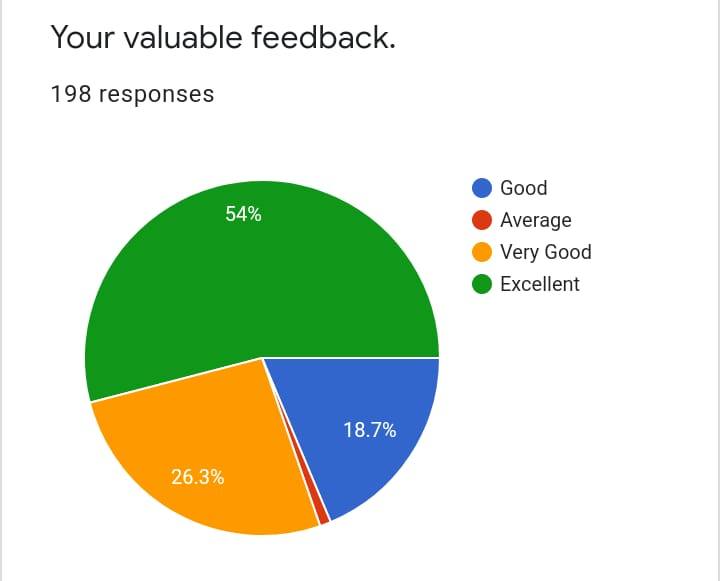 Your valuable feedback.
198 responses
54%
Good
Average
Very Good
Excellent
18.7%
26.3%